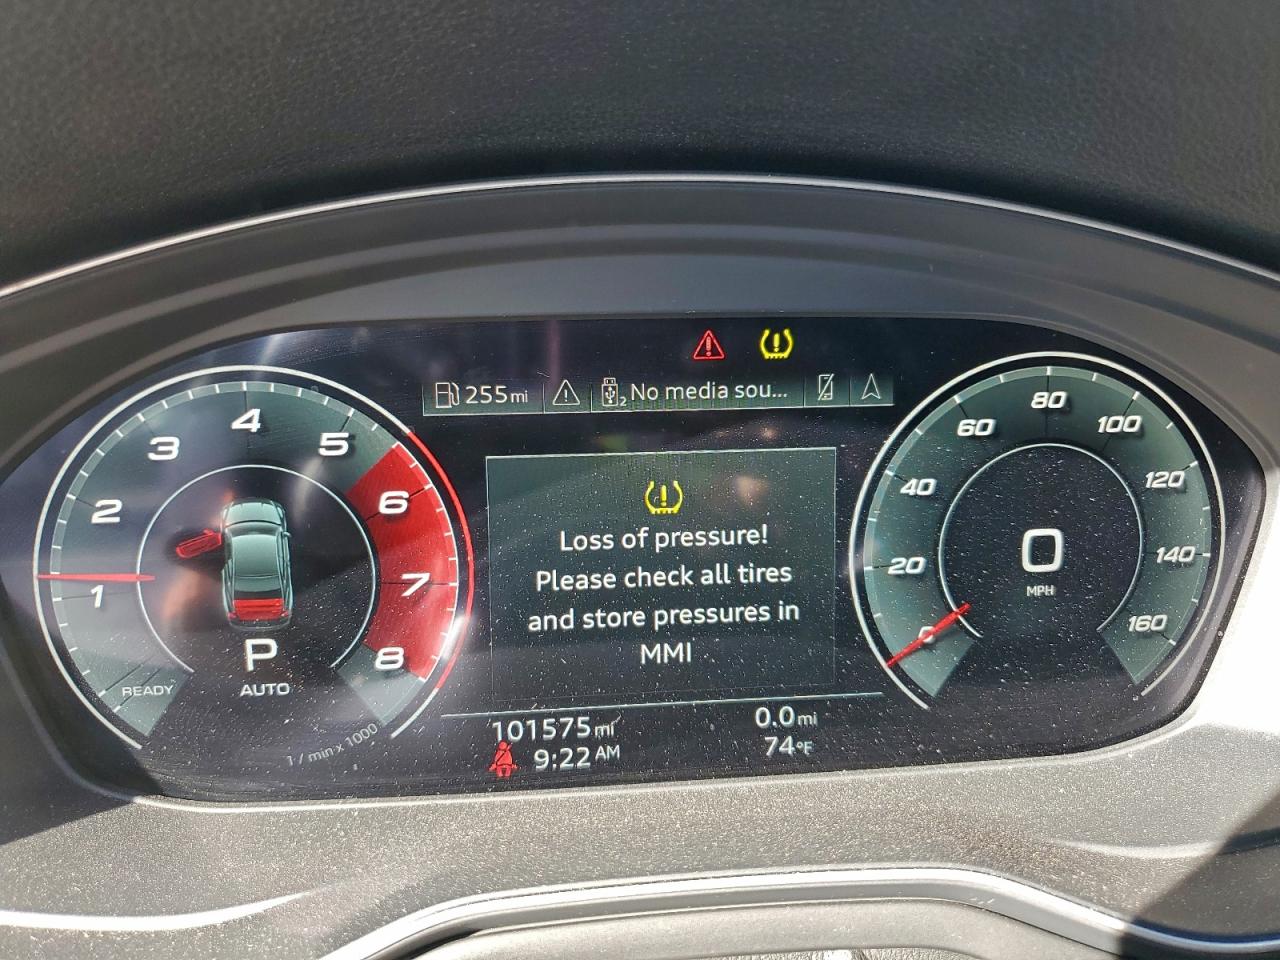 255mi
2 No media sou...
Loss of pressure!
Please check all tires
and store pressures in
MMI
1
2
3
4
5
6
7
8
READY
P
AUTO
1 / min x 1000
0
20
40
60
80
100
120
140
160
0
MPH
101575mi
0.0mi
9:22AM
74°F